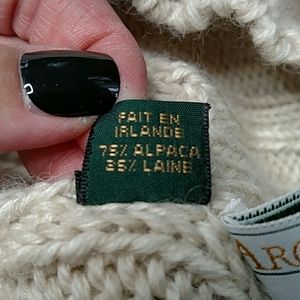 FAIT EN
IRLANDE
75% ALPACA
25% LAINE